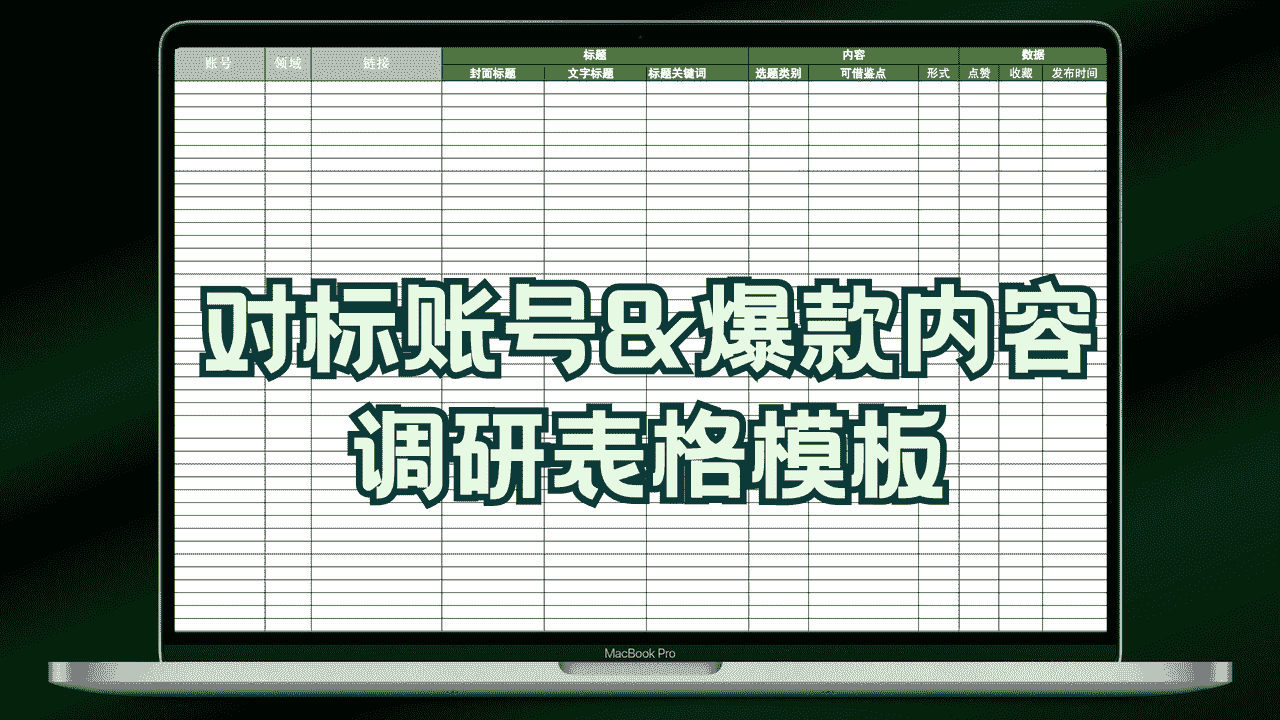 账号 领域 链接 标题 内容 数据
封面标题 文字标题 标题关键词 选题类别 可借鉴点 形式 点赞 收藏 发布时间
对标账号&爆款内容
调研表格模板
MacBook Pro